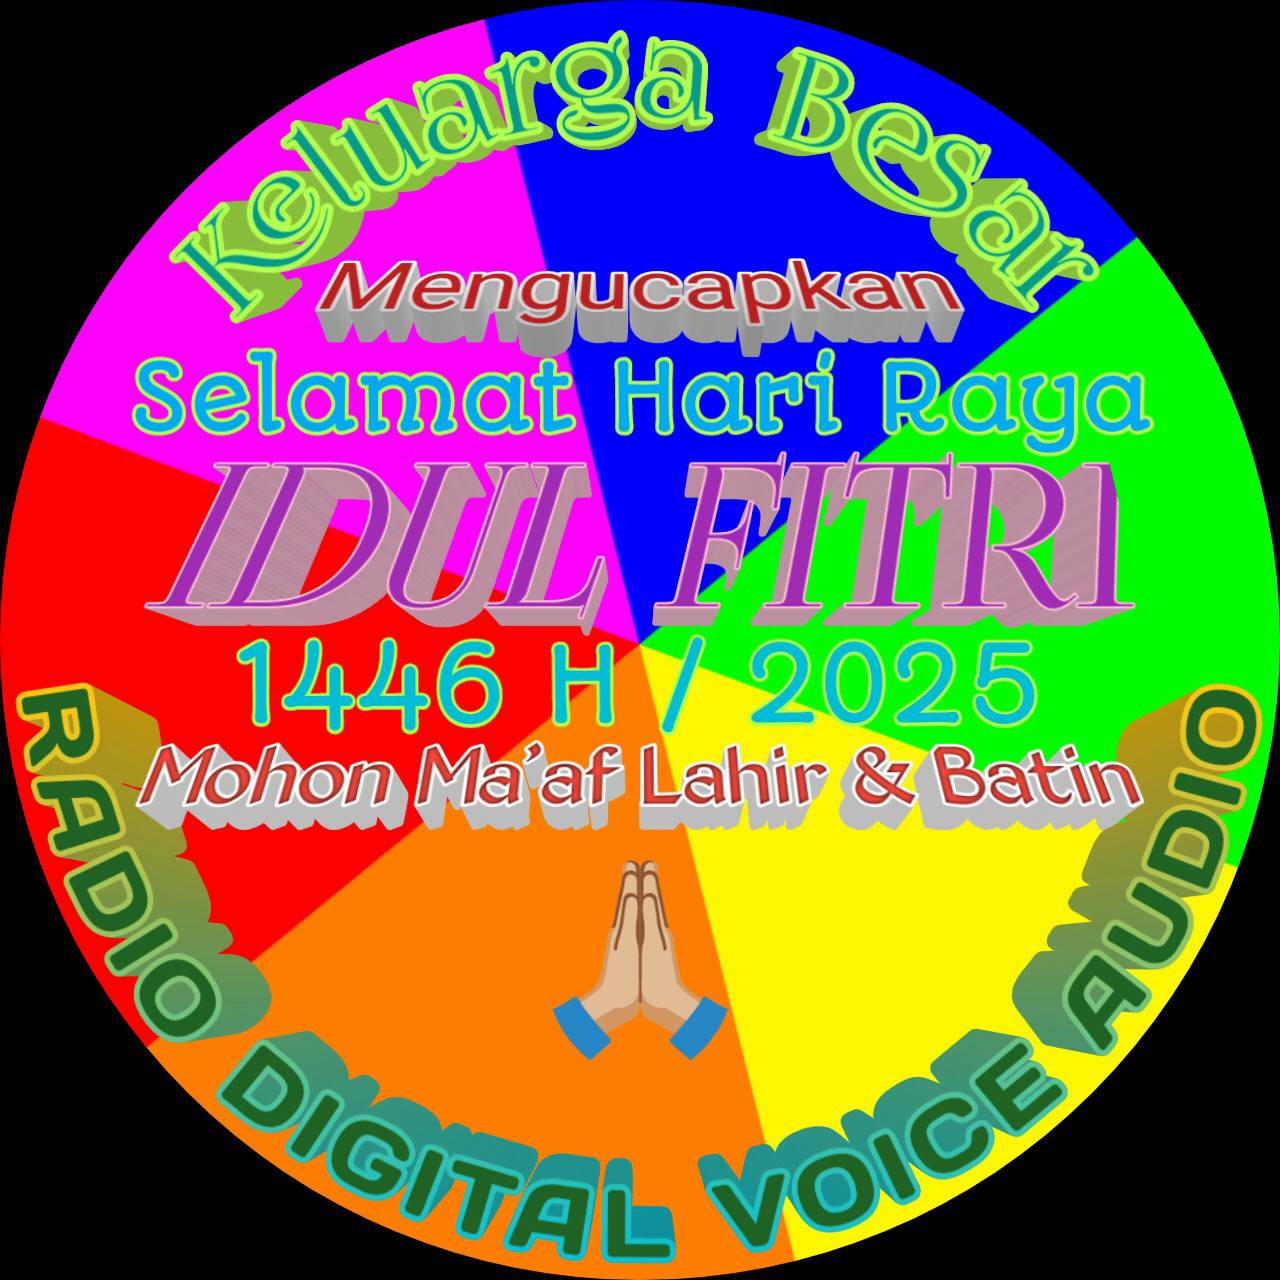 Keluarga Besar
Mengucapkan
Selamat Hari Raya
IDUL FITRI
1446 H / 2025
Mohon Ma'af Lahir & Batin
RADIO DIGITAL VOICE AUDIO